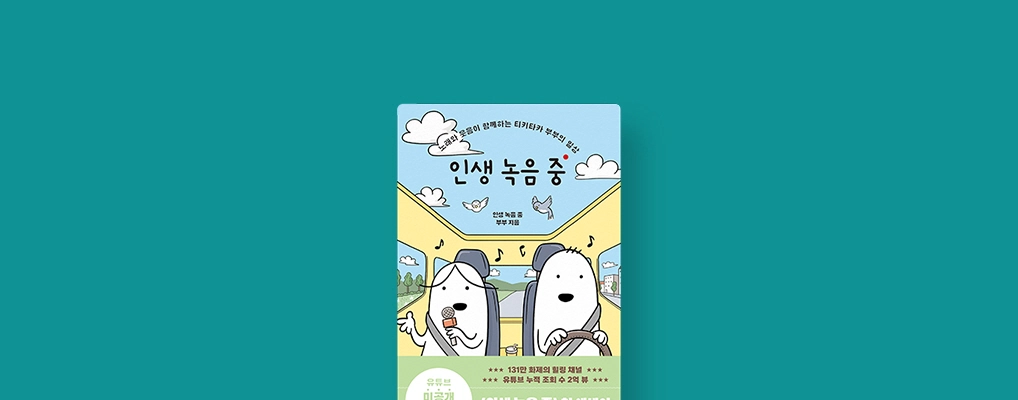 노래와 웃음이 함께하는 티키타카 부부의 일상
인생 녹음 중
인생 녹음 중
부부 지음
*** 131만 화제의 힐링 채널 ***
*** 유튜브 누적 조회 수 2억 뷰 ***
유튜브
미공개